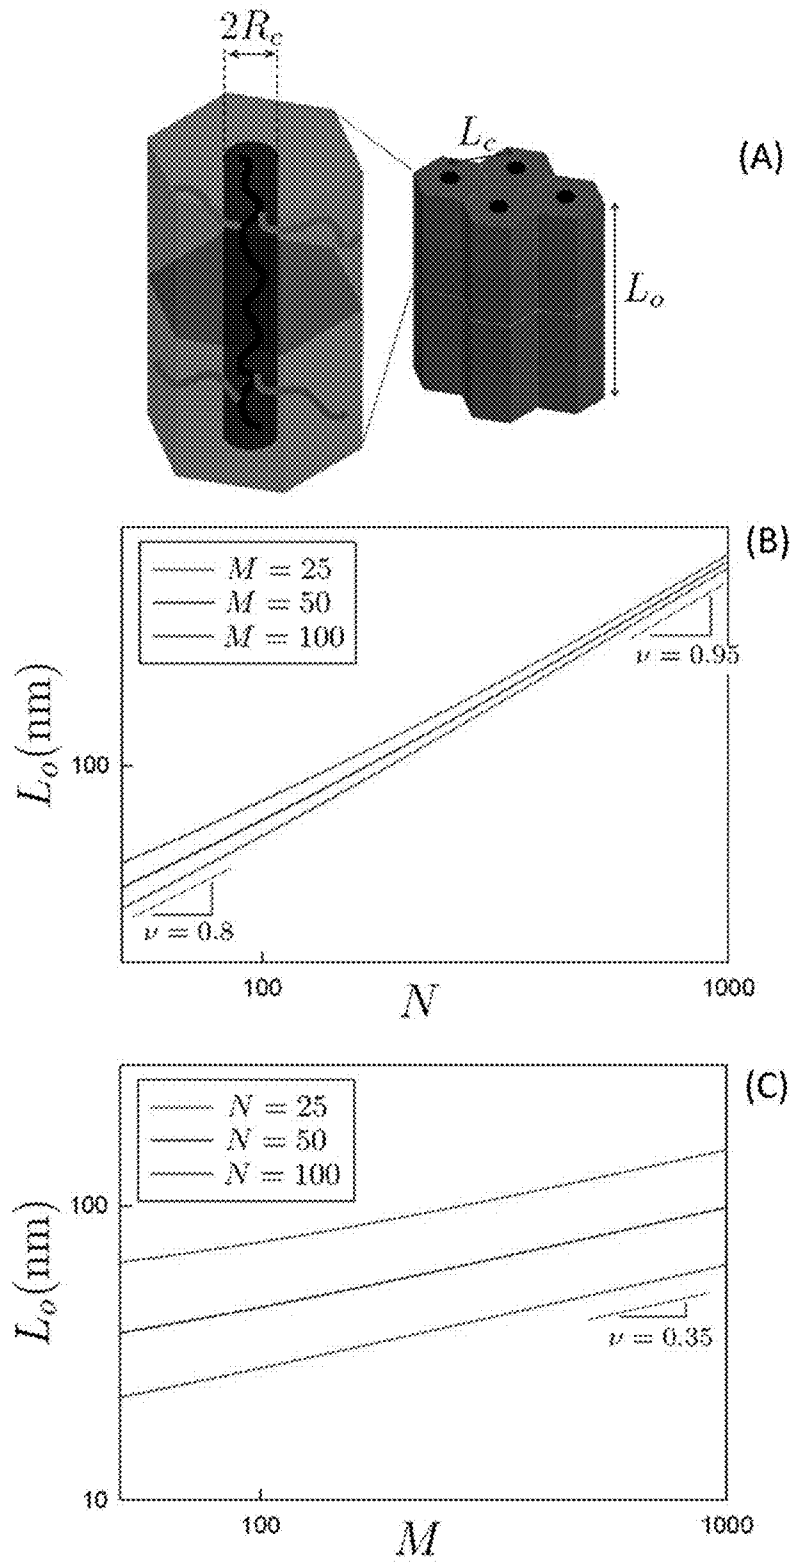 2R_c
L_c
(A)
L_o
(B)
M = 25
M = 50
M = 100
ν = 0.95
L_o(nm)
100
ν = 0.8
100
1000
N
(C)
N = 25
N = 50
N = 100
100
L_o(nm)
ν = 0.35
10
100
1000
M